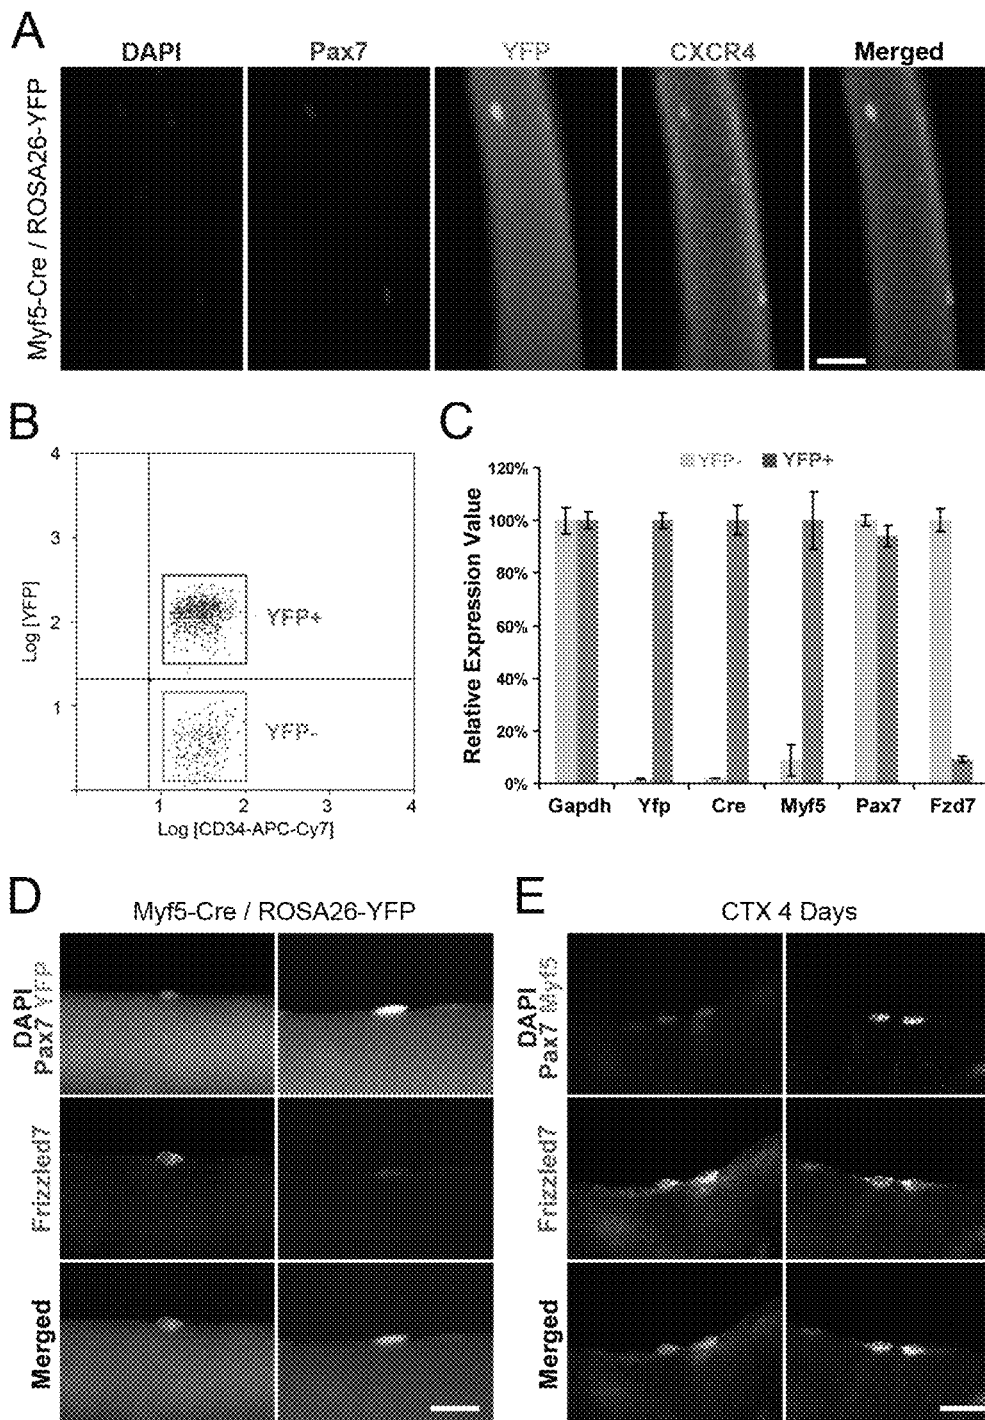 A
DAPI Pax7 YFP CXCR4 Merged
Myf5-Cre / ROSA26-YFP
B
4
3
2
1
1 2 3 4
Log [YFP]
YFP+
YFP-
Log [CD34-APC-Cy7]
C
YFP- YFP+
Relative Expression Value
120%
100%
80%
60%
40%
20%
0%
Gapdh Yfp Cre Myf5 Pax7 Fzd7
D
Myf5-Cre / ROSA26-YFP
DAPI
Pax7 YFP
Frizzled7
Merged
E
CTX 4 Days
DAPI
Pax7 Myf5
Frizzled7
Merged